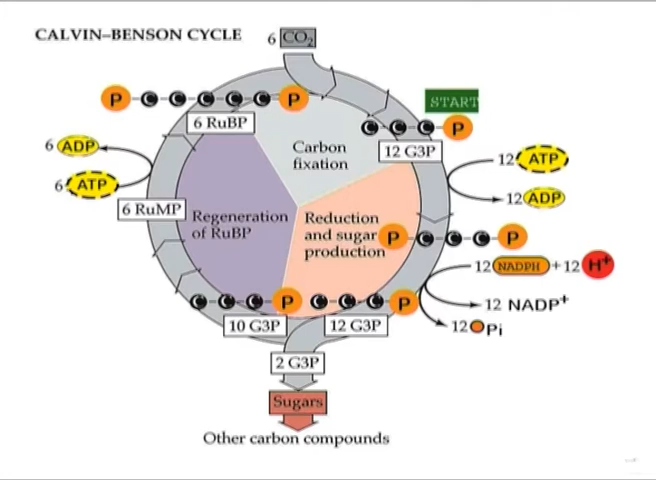 CALVIN–BENSON CYCLE
6 CO2
START
P C C C C C P
6 RuBP
C C C P
12 G3P
Carbon
fixation
6 ADP
6 ATP
12 ATP
12 ADP
6 RuMP
Regeneration
of RuBP
Reduction
and sugar
production
P C C C P
12 NADPH + 12 H+
12 NADP+
12 Pi
C C C P
C C C P
10 G3P
12 G3P
2 G3P
Sugars
Other carbon compounds